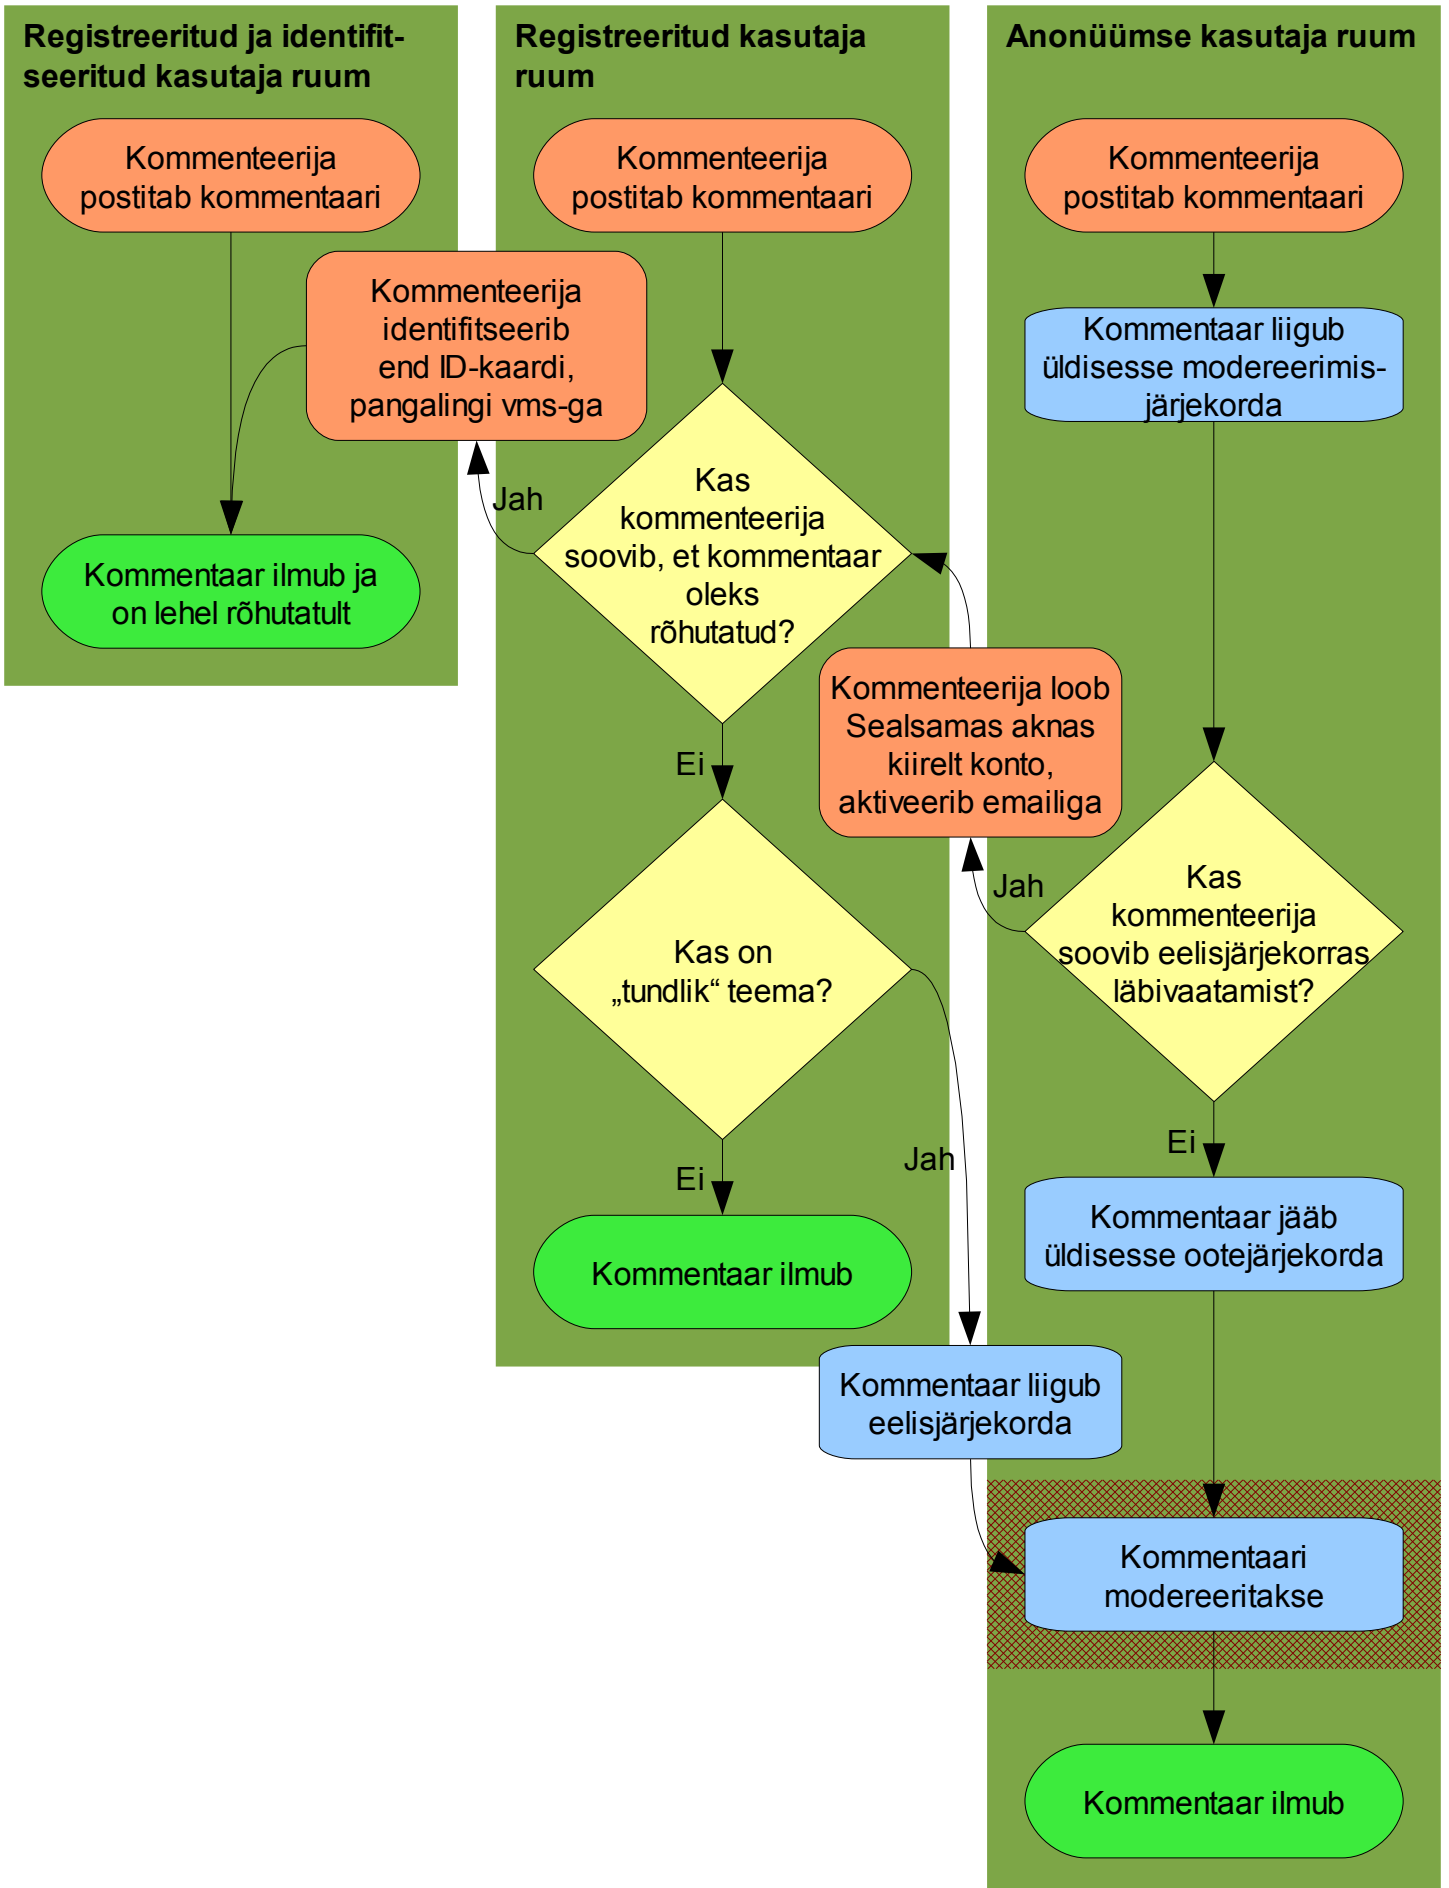 Registreeritud ja identifit-
seeritud kasutaja ruum
Kommenteerija
postitab kommentaari
Kommenteerija
identifitseerib
end ID-kaardi,
pangalingi vms-ga
Kommentaar ilmub ja
on lehel rõhutatult
Registreeritud kasutaja
ruum
Kommenteerija
postitab kommentaari
Kas
kommenteerija
soovib, et kommentaar
oleks
rõhutatud?
Jah
Ei
Kas on
„tundlik“ teema?
Ei
Jah
Kommentaar ilmub
Kommentaar liigub
eelisjärjekorda
Anonüümse kasutaja ruum
Kommenteerija
postitab kommentaari
Kommentaar liigub
üldisesse modereerimis-
järjekorda
Kommenteerija loob
Sealsamas aknas
kiirelt konto,
aktiveerib emailiga
Jah
Kas
kommenteerija
soovib eelisjärjekorras
läbivaatamist?
Ei
Kommentaar jääb
üldisesse ootejärjekorda
Kommentaari
modereeritakse
Kommentaar ilmub